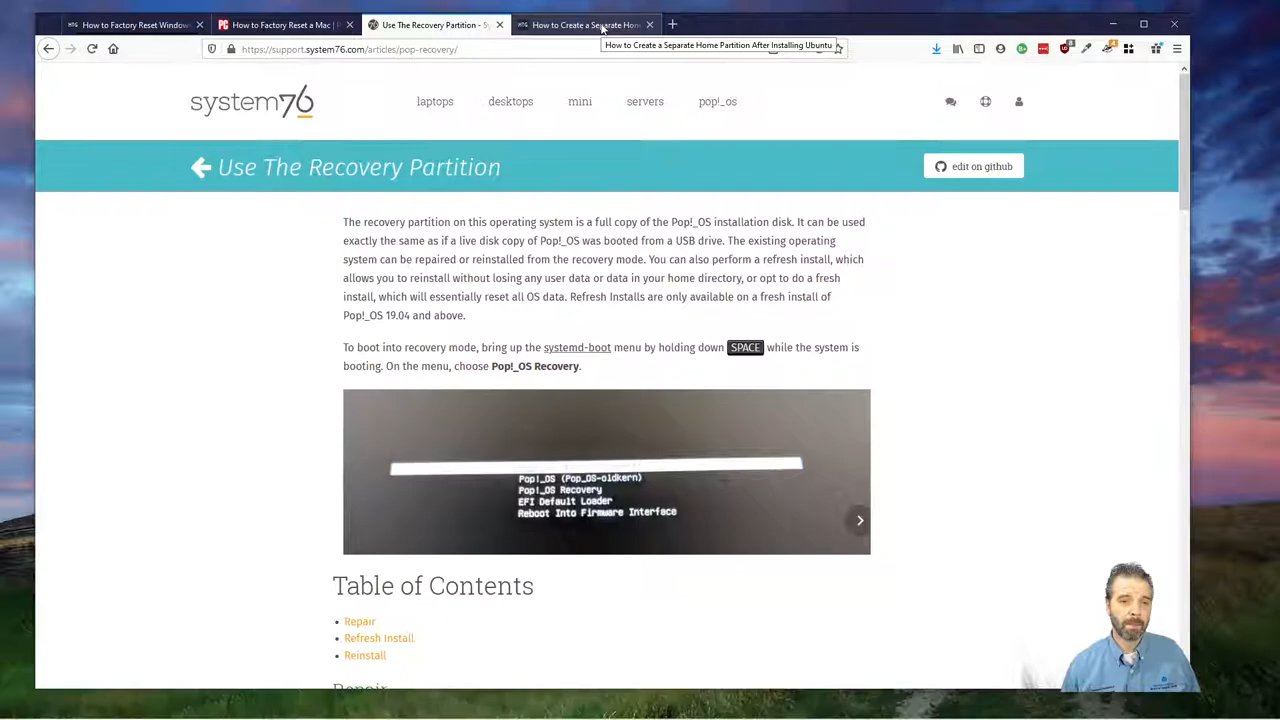 How to Factory Reset Window
How to Factory Reset a Mac |
Use The Recovery Partition - Sy
How to Create a Separate Hom
https://support.system76.com/articles/pop-recovery/
How to Create a Separate Home Partition After Installing Ubuntu
system76
laptops
desktops
mini
servers
pop!_os
Use The Recovery Partition
edit on github
The recovery partition on this operating system is a full copy of the Pop!_OS installation disk. It can be used
exactly the same as if a live disk copy of Pop!_OS was booted from a USB drive. The existing operating
system can be repaired or reinstalled from the recovery mode. You can also perform a refresh install, which
allows you to reinstall without losing any user data or data in your home directory, or opt to do a fresh
install, which will essentially reset all OS data. Refresh Installs are only available on a fresh install of
Pop!_OS 19.04 and above.
To boot into recovery mode, bring up the systemd-boot menu by holding down SPACE while the system is
booting. On the menu, choose Pop!_OS Recovery.
Pop!_OS (Pop_OS-oldkern)
Pop!_OS Recovery
EFI Default Loader
Reboot Into Firmware Interface
Table of Contents
Repair
Refresh Install
Reinstall
Repair